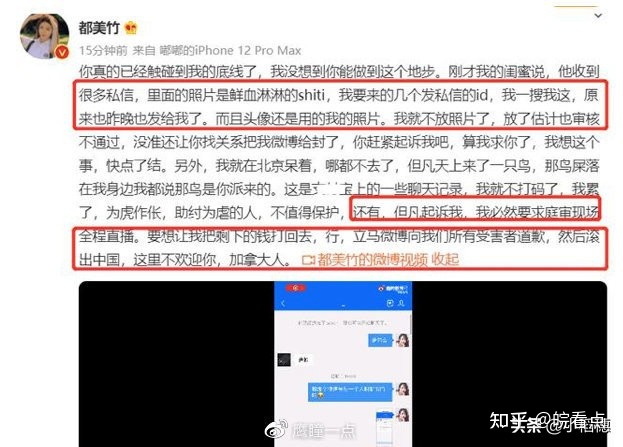 都美竹
15分钟前 来自 嘟嘟的iPhone 12 Pro Max
你真的已经触碰到我的底线了，我没想到你能做到这个地步。刚才我的闺蜜说，他收到
很多私信，里面的照片是鲜血淋淋的shiti，我要来的几个发私信的id，我一搜我这，原
来也昨晚也发给我了。而且头像还是用的我的照片。我就不放照片了，放了估计也审核
不通过，没准还让你找关系把我微博给封了，你赶紧起诉我吧，算我求你了，我想这个
事，快点了结。另外，我就在北京呆着，哪都不去了，但凡天上来了一只鸟，那鸟屎落
在我身边我都说那鸟是你派来的。这是 上的一些聊天记录，我就不打码了，我累
了，为虎作伥，助纣为虐的人，不值得保护，还有，但凡起诉我，我必然要求庭审现场
全程直播。要想让我把剩下的钱打回去，行，立马微博向我们所有受害者道歉，然后滚
出中国，这里不欢迎你，加拿大人。 都美竹的微博视频 收起
知乎 @皖看点
鹰瞳一点